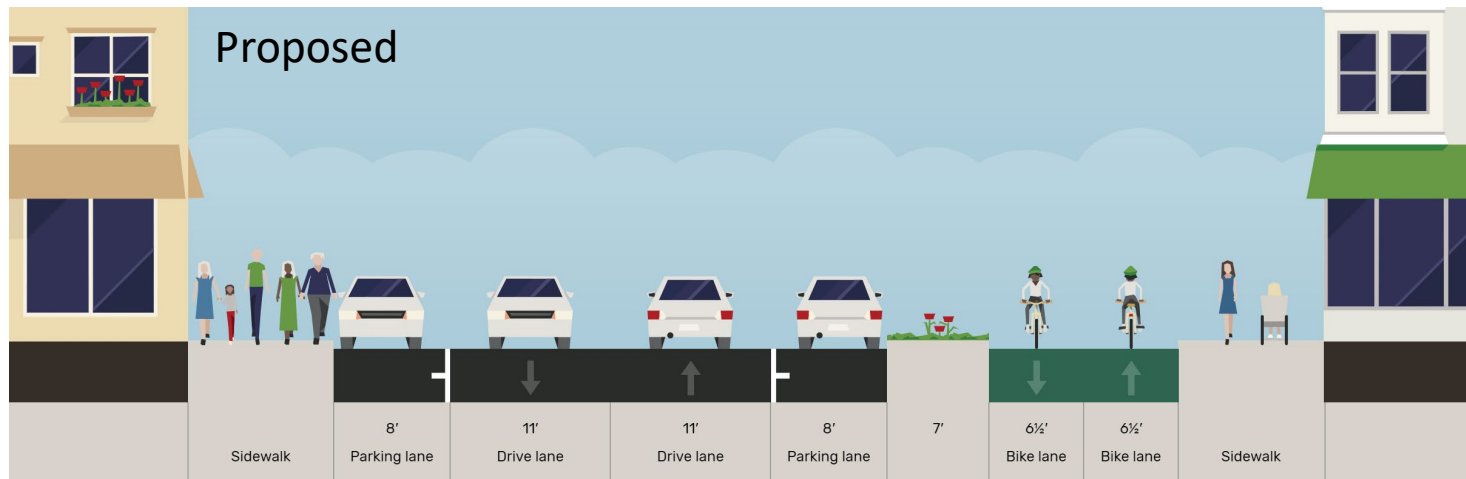 Proposed
8' 11' 11' 8' 7' 6½' 6½'
Sidewalk Parking lane Drive lane Drive lane Parking lane Bike lane Bike lane Sidewalk